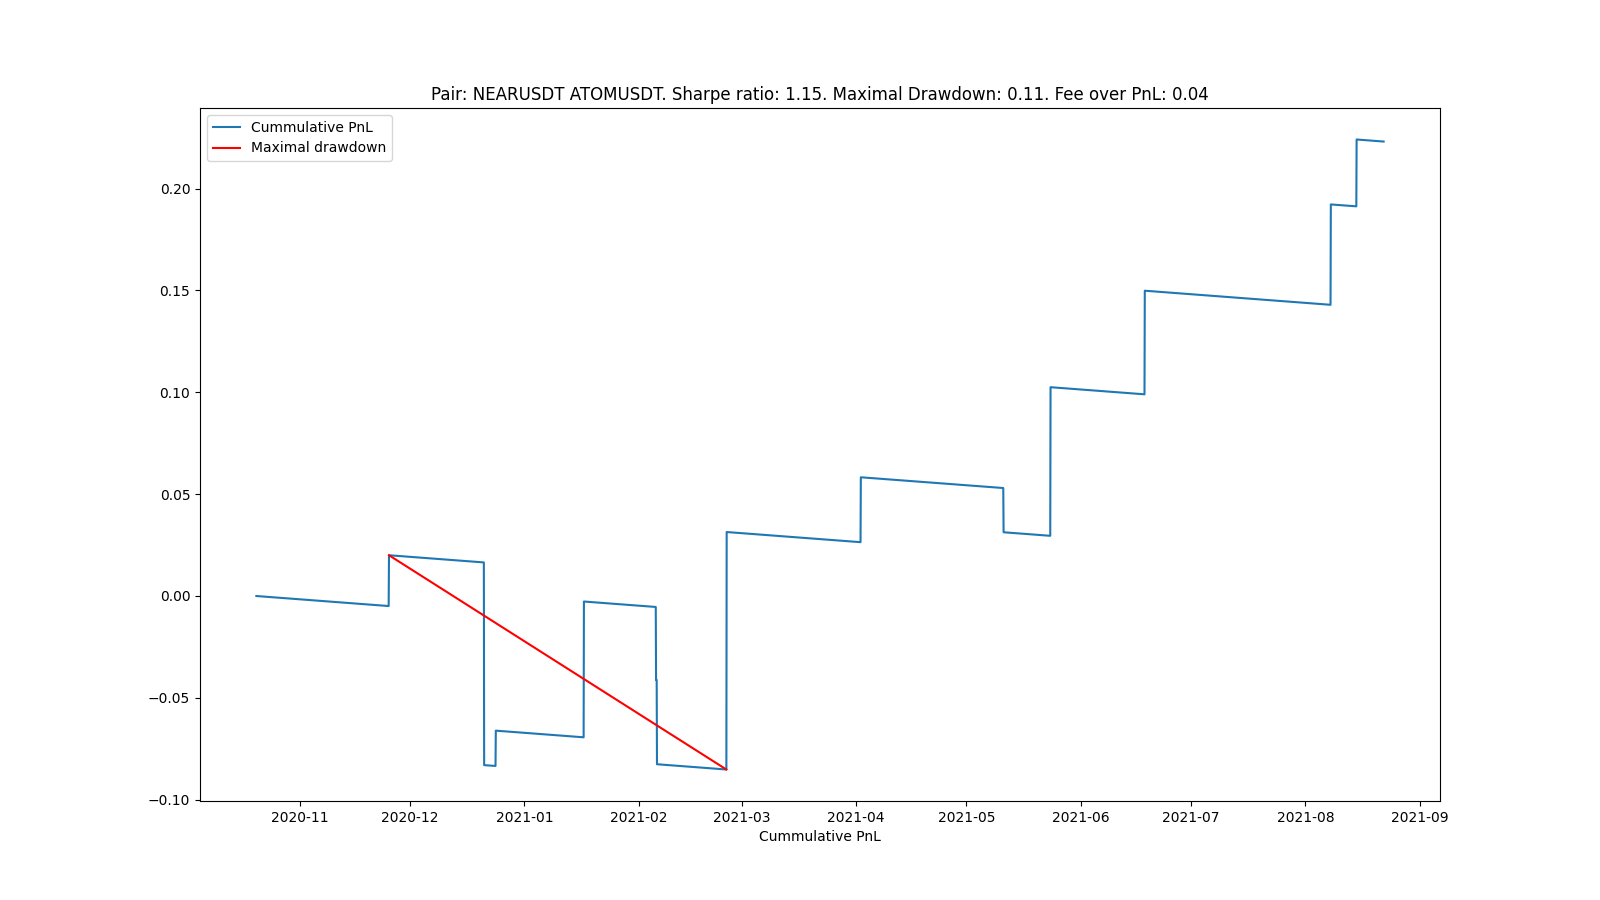 Pair: NEARUSDT ATOMUSDT. Sharpe ratio: 1.15. Maximal Drawdown: 0.11. Fee over PnL: 0.04
Cummulative PnL
Maximal drawdown
0.20
0.15
0.10
0.05
0.00
−0.05
−0.10
2020-11 2020-12 2021-01 2021-02 2021-03 2021-04 2021-05 2021-06 2021-07 2021-08 2021-09
Cummulative PnL